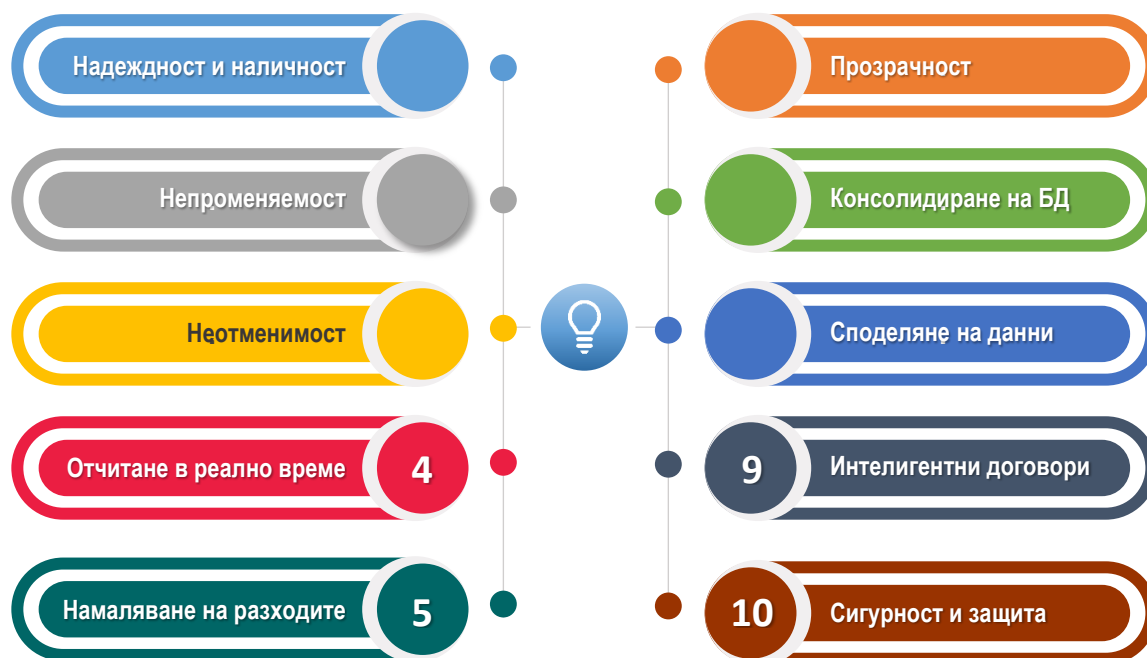 Надеждност и наличност
Непроменяемост
Неотменимост
Отчитане в реално време 4
Намаляване на разходите 5
Прозрачност
Консолидиране на БД
Споделяне на данни
9 Интелигентни договори
10 Сигурност и защита